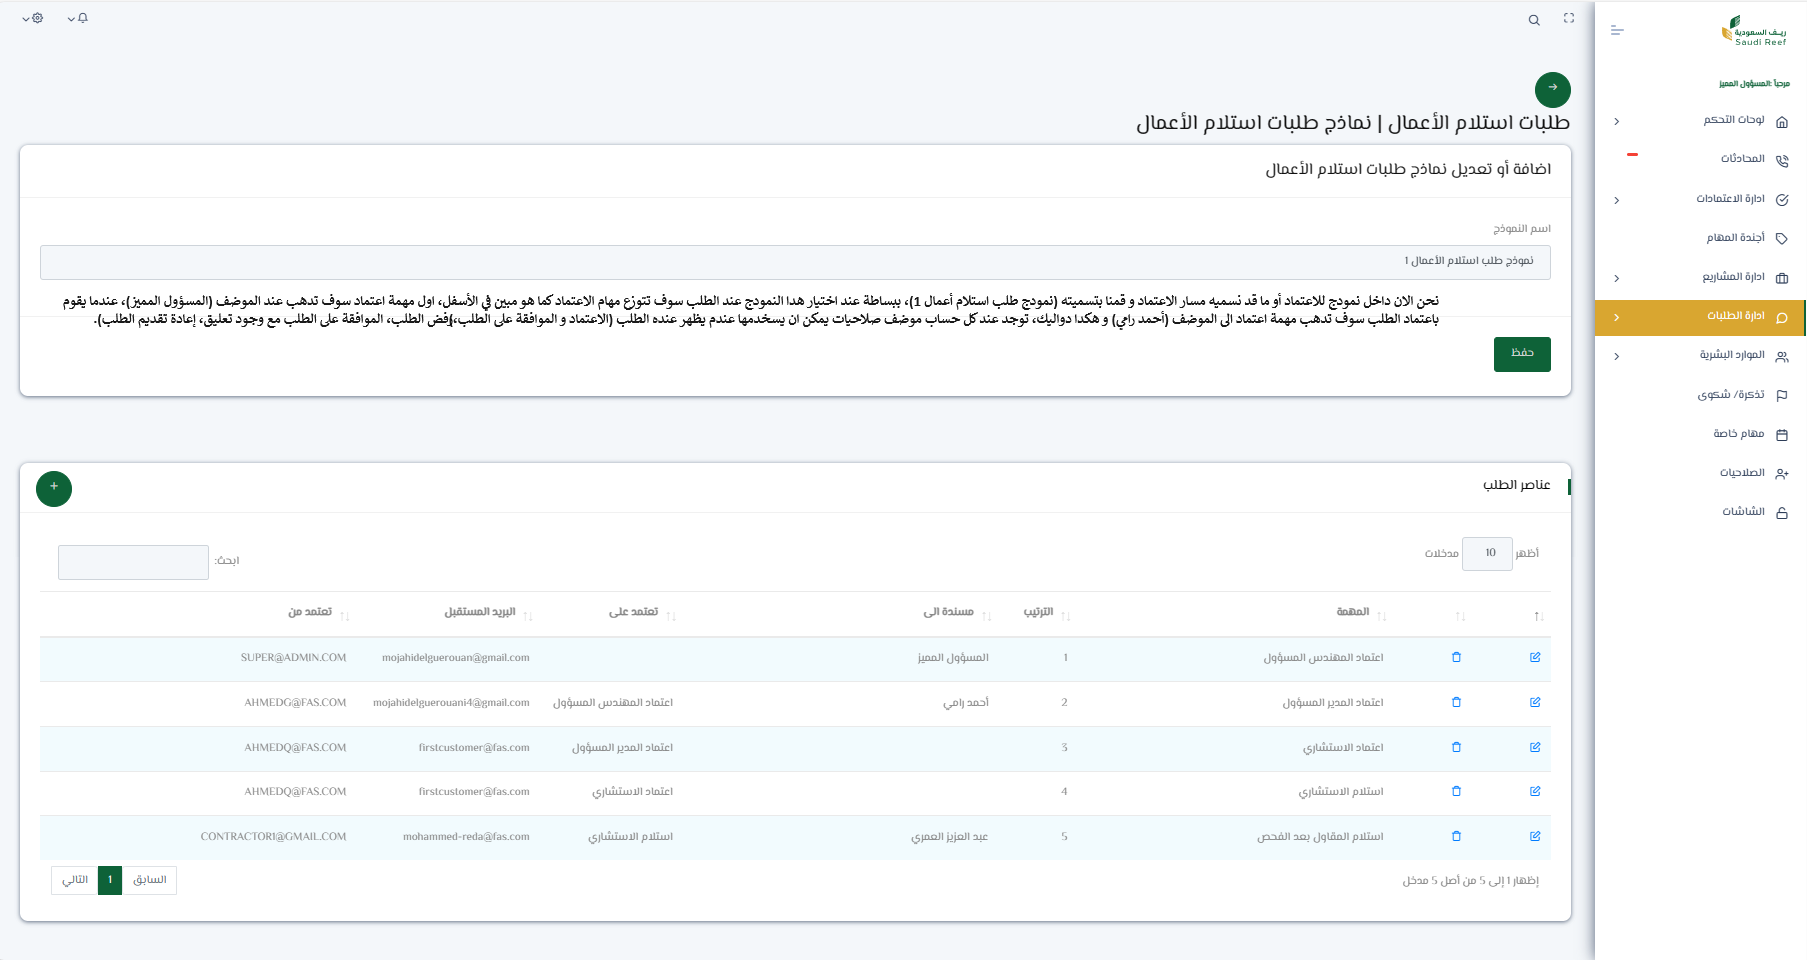 ريف السعودية
Saudi Reef
مرحباً :المسؤول المميز
لوحات التحكم
المحادثات
ادارة الاعتمادات
أجندة المهام
ادارة المشاريع
ادارة الطلبات
الموارد البشرية
تذكرة/ شكوى
مهام خاصة
الصلاحيات
الشاشات
طلبات استلام الأعمال | نماذج طلبات استلام الأعمال
اضافة أو تعديل نماذج طلبات استلام الأعمال
اسم النموذج
نموذج طلب استلام الأعمال 1
نحن الان داخل نمودج للاعتماد أو ما قد نسميه مسار الاعتماد و قمنا بتسميته (نمودج طلب استلام أعمال 1)، ببساطة عند اختيار هدا النمودج عند الطلب سوف تتوزع مهام الاعتماد كما هو مبين في الأسفل، اول مهمة اعتماد سوف تدهب عند الموضف (المسؤول المميز)، عندما يقوم
باعتماد الطلب سوف تدهب مهمة اعتماد الى الموضف (أحمد رامي) و هكدا دواليك، توجد عند كل حساب موضف صلاحيات يمكن ان يسخدمها عندم يظهر عنده الطلب (الاعتماد و الموافقة على الطلب،رفض الطلب، الموافقة على الطلب مع وجود تعليق، إعادة تقديم الطلب).
حفظ
عناصر الطلب
+
أظهر 10 مدخلات
ابحث:
المهمة الترتيب مسندة الى تعتمد على البريد المستقبل تعتمد من
اعتماد المهندس المسؤول 1 المسؤول المميز mojahidelguerouan@gmail.com SUPER@ADMIN.COM
اعتماد المدير المسؤول 2 أحمد رامي اعتماد المهندس المسؤول mojahidelguerouani4@gmail.com AHMEDG@FAS.COM
اعتماد الاستشاري 3 اعتماد المدير المسؤول firstcustomer@fas.com AHMEDQ@FAS.COM
استلام الاستشاري 4 اعتماد الاستشاري firstcustomer@fas.com AHMEDQ@FAS.COM
استلام المقاول بعد الفحص 5 عبد العزيز العمري استلام الاستشاري mohammed-reda@fas.com CONTRACTOR1@GMAIL.COM
إظهار 1 إلى 5 من أصل 5 مدخل
السابق 1 التالي